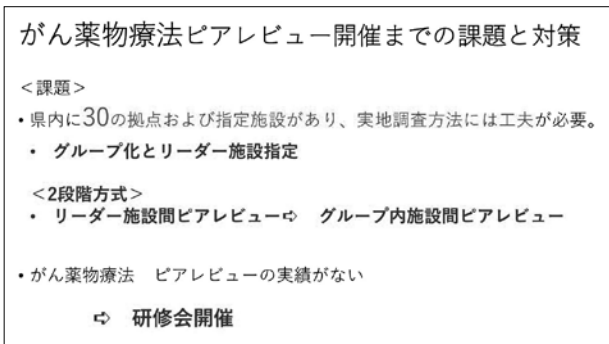 がん薬物療法ピアレビュー開催までの課題と対策
＜課題＞
・県内に30の拠点および指定施設があり、実地調査方法には工夫が必要。
・ グループ化とリーダー施設指定
＜2段階方式＞
・ リーダー施設間ピアレビュー⇨ グループ内施設間ピアレビュー
・がん薬物療法 ピアレビューの実績がない
⇨ 研修会開催